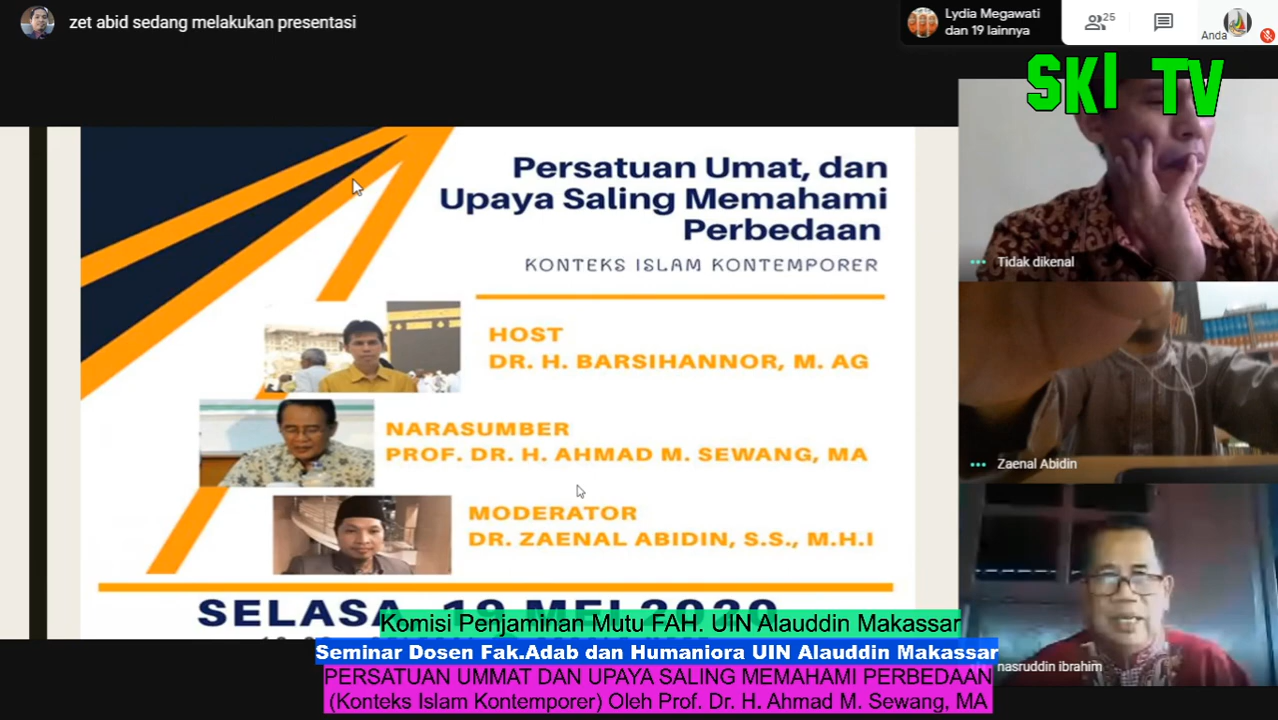 zet abid sedang melakukan presentasi
Lydia Megawati
dan 19 lainnya
25
Anda
SKI TV
Persatuan Umat, dan
Upaya Saling Memahami
Perbedaan
KONTEKS ISLAM KONTEMPORER
HOST
DR. H. BARSIHANNOR, M. AG
NARASUMBER
PROF. DR. H. AHMAD M. SEWANG, MA
MODERATOR
DR. ZAENAL ABIDIN, S.S., M.H.I
SELASA, 19 MEI 2020
Tidak dikenal
Zaenal Abidin
nasruddin ibrahim
Komisi Penjaminan Mutu FAH. UIN Alauddin Makassar
Seminar Dosen Fak.Adab dan Humaniora UIN Alauddin Makassar
PERSATUAN UMMAT DAN UPAYA SALING MEMAHAMI PERBEDAAN
(Konteks Islam Kontemporer) Oleh Prof. Dr. H. Ahmad M. Sewang, MA